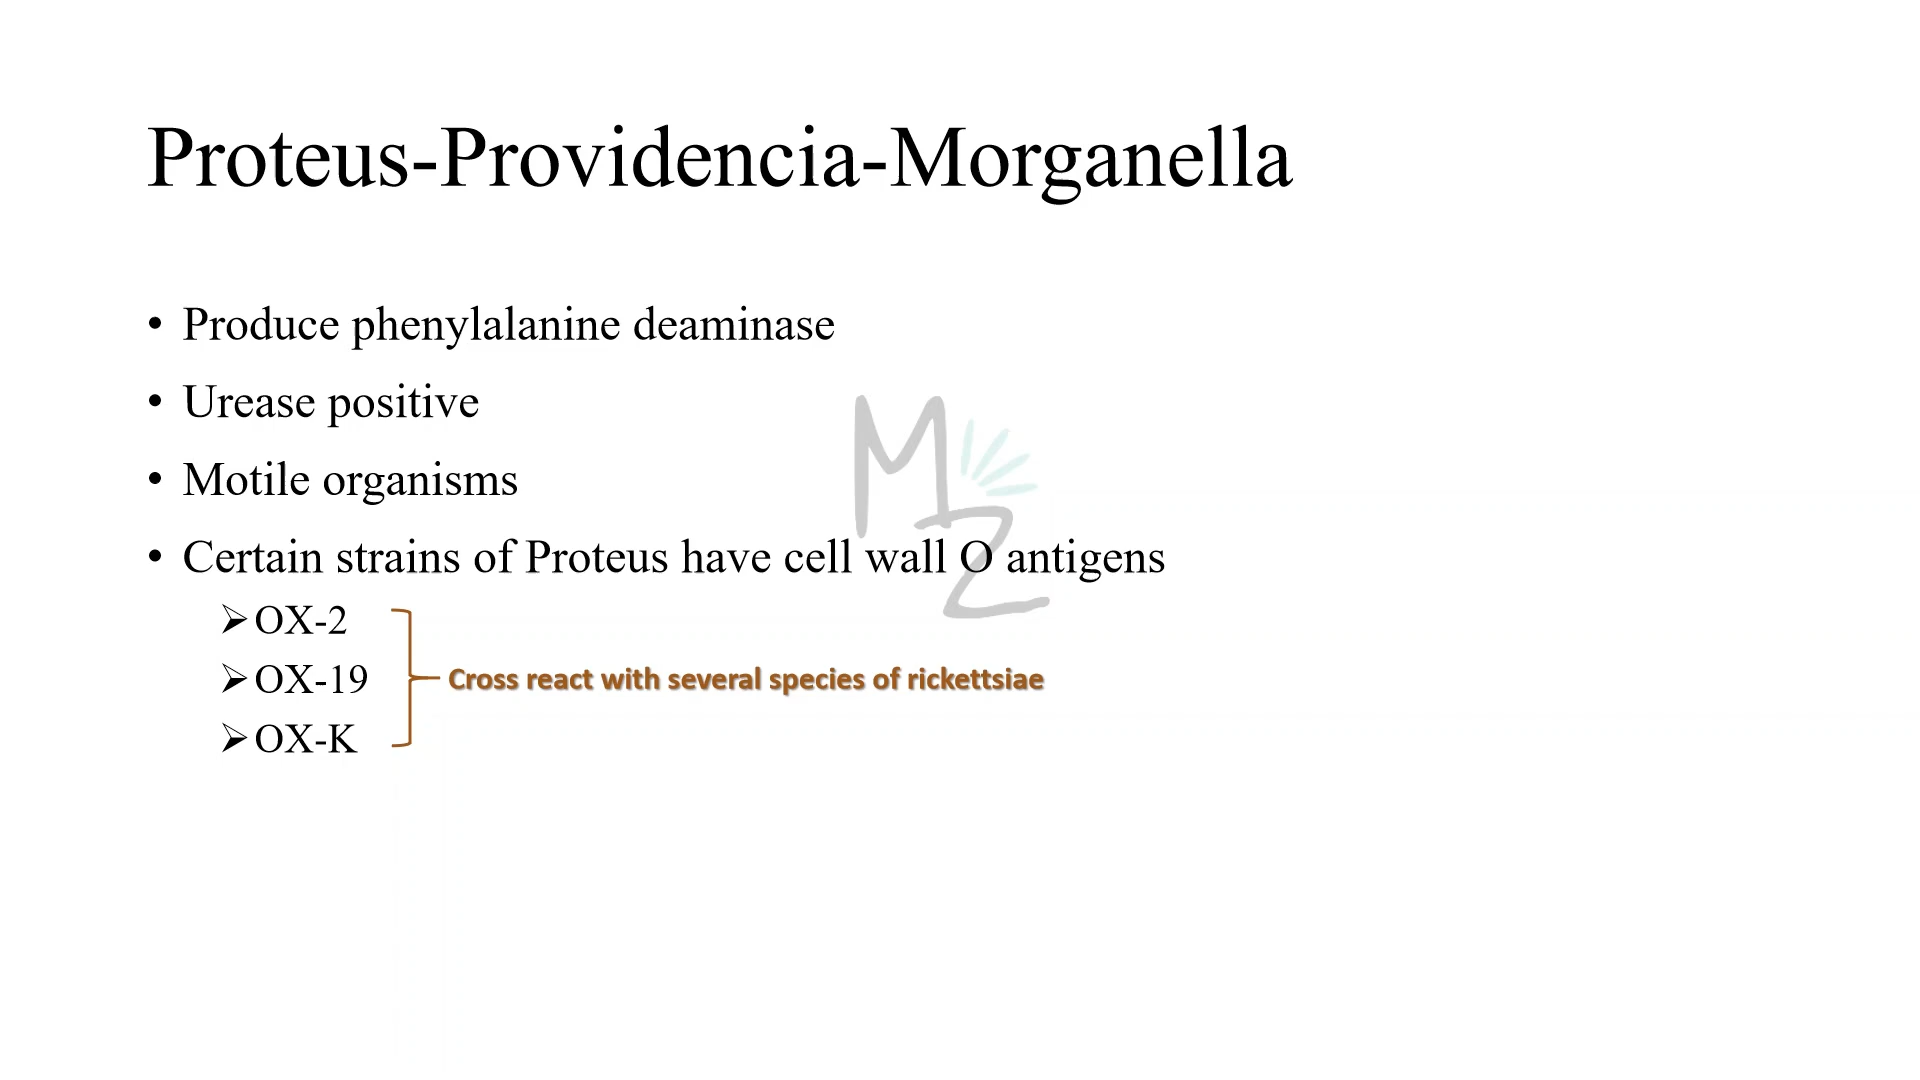 Proteus-Providencia-Morganella
• Produce phenylalanine deaminase
• Urease positive
• Motile organisms
• Certain strains of Proteus have cell wall O antigens
➢OX-2
➢OX-19
Cross react with several species of rickettsiae
➢OX-K
MZ